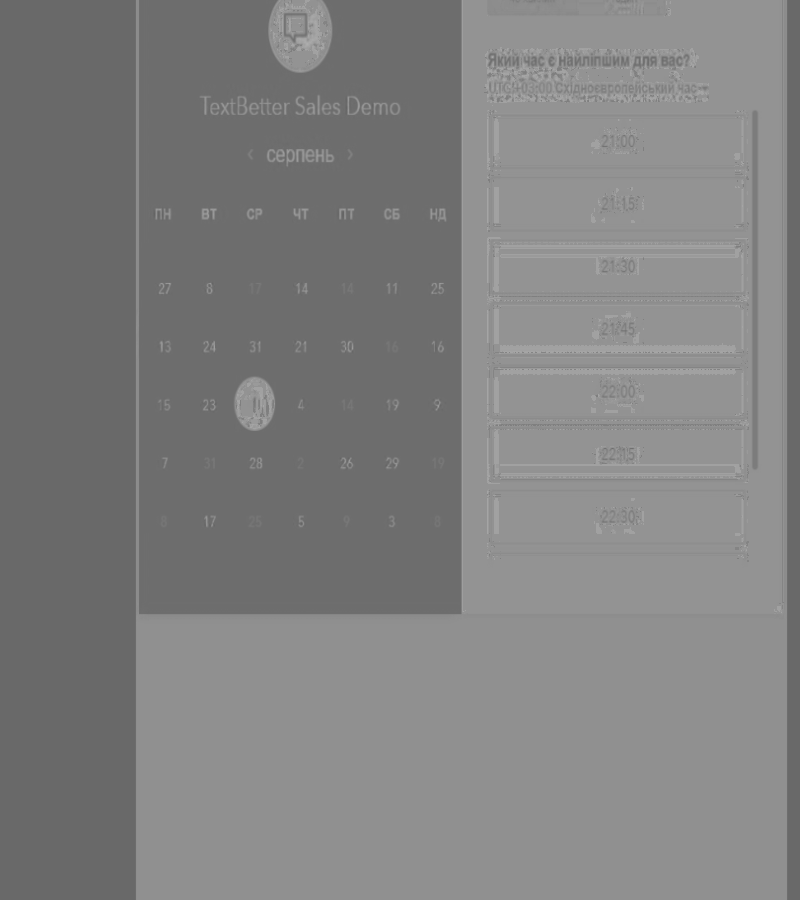 TextBetter Sales Demo
‹ серпень ›
ПН ВТ СР ЧТ ПТ СБ НД
27 8 17 14 14 11 25
13 24 31 21 30 16 16
15 23 4 14 19 9
7 31 28 2 26 29 19
8 17 25 5 9 3 8
Який час є найліпшим для вас?
UTC +03:00 Східноєвропейський час
21:00
21:15
21:30
21:45
22:00
22:15
22:30